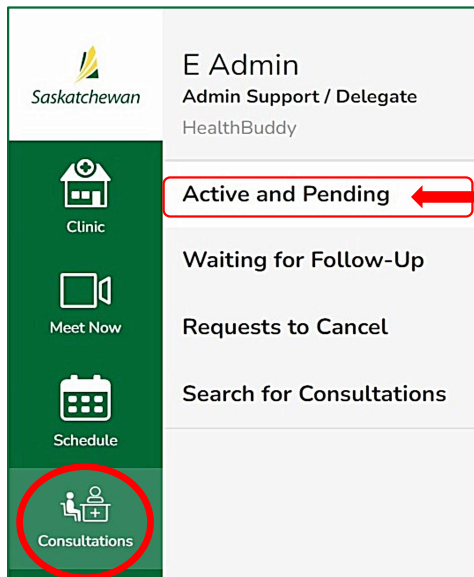 Saskatchewan
Clinic
Meet Now
Schedule
Consultations
E Admin
Admin Support / Delegate
HealthBuddy
Active and Pending
Waiting for Follow-Up
Requests to Cancel
Search for Consultations